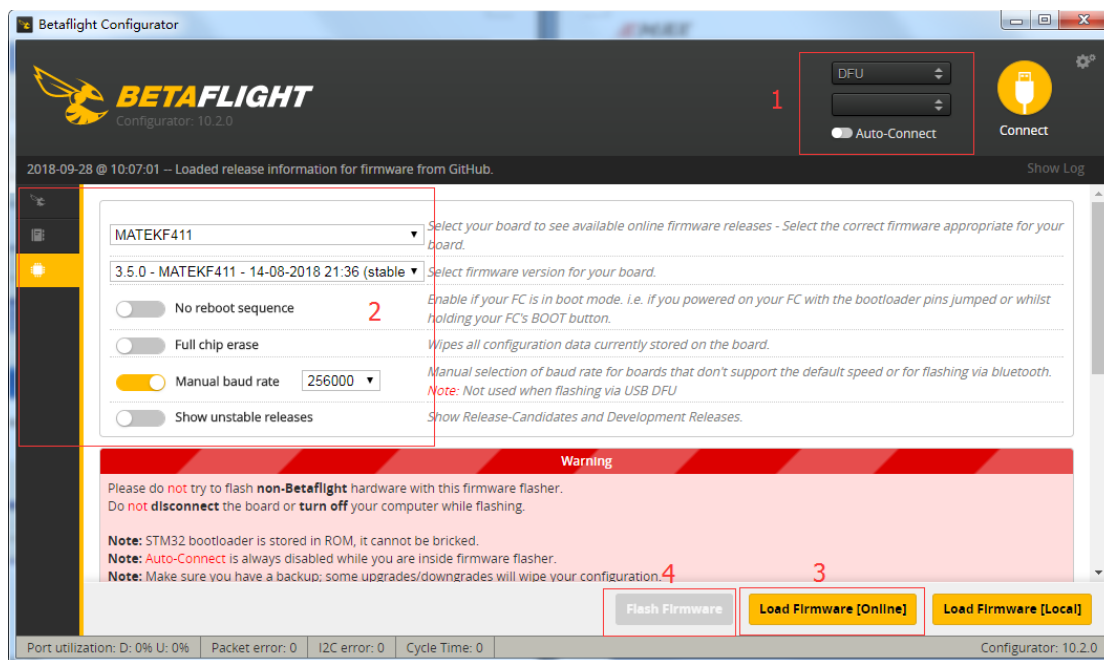 Betaflight Configurator
BETAFLIGHT
Configurator: 10.2.0
1
DFU
Auto-Connect
Connect
2018-09-28 @ 10:07:01 -- Loaded release information for firmware from GitHub.
Show Log
MATEKF411
Select your board to see available online firmware releases - Select the correct firmware appropriate for your
board.
3.5.0 - MATEKF411 - 14-08-2018 21:36 (stable
Select firmware version for your board.
No reboot sequence
2
Enable if your FC is in boot mode. i.e. if you powered on your FC with the bootloader pins jumped or whilst
holding your FC's BOOT button.
Full chip erase
Wipes all configuration data currently stored on the board.
Manual baud rate
256000
Manual selection of baud rate for boards that don't support the default speed or for flashing via bluetooth.
Note: Not used when flashing via USB DFU
Show unstable releases
Show Release-Candidates and Development Releases.
Warning
Please do not try to flash non-Betaflight hardware with this firmware flasher.
Do not disconnect the board or turn off your computer while flashing.
Note: STM32 bootloader is stored in ROM, it cannot be bricked.
Note: Auto-Connect is always disabled while you are inside firmware flasher.
Note: Make sure you have a backup; some upgrades/downgrades will wipe your configuration.
4
3
Flash Firmware
Load Firmware [Online]
Load Firmware [Local]
Port utilization: D: 0% U: 0%
Packet error: 0
I2C error: 0
Cycle Time: 0
Configurator: 10.2.0